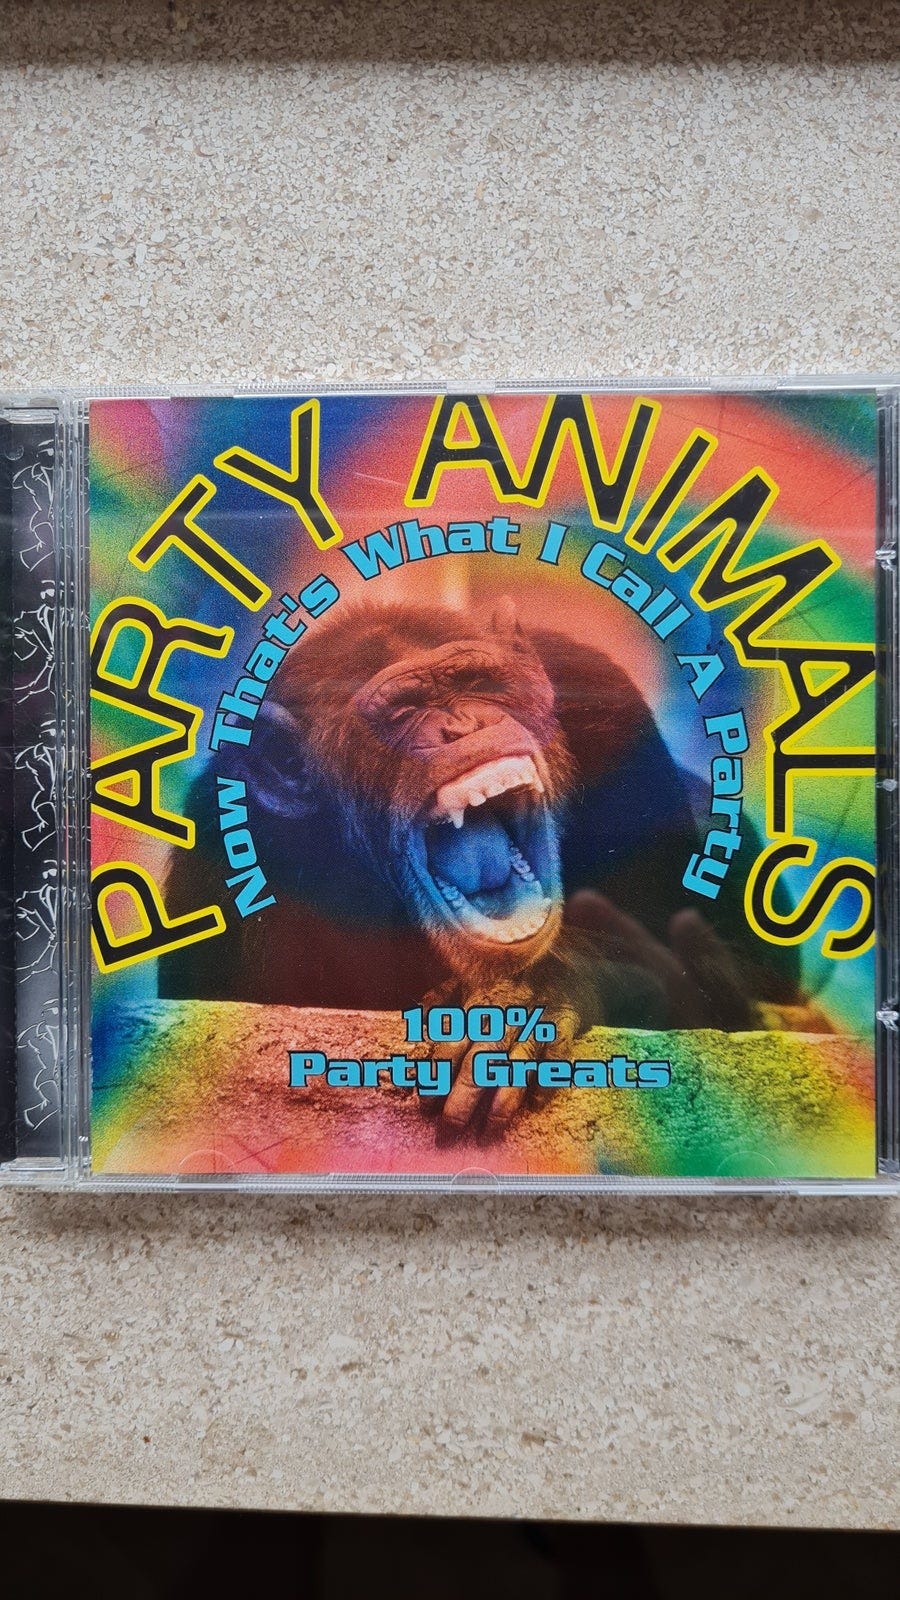 PARTY ANIMALS
Now That's What I Call A Party
100%
Party Greats